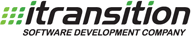 itransition
SOFTWARE DEVELOPMENT COMPANY